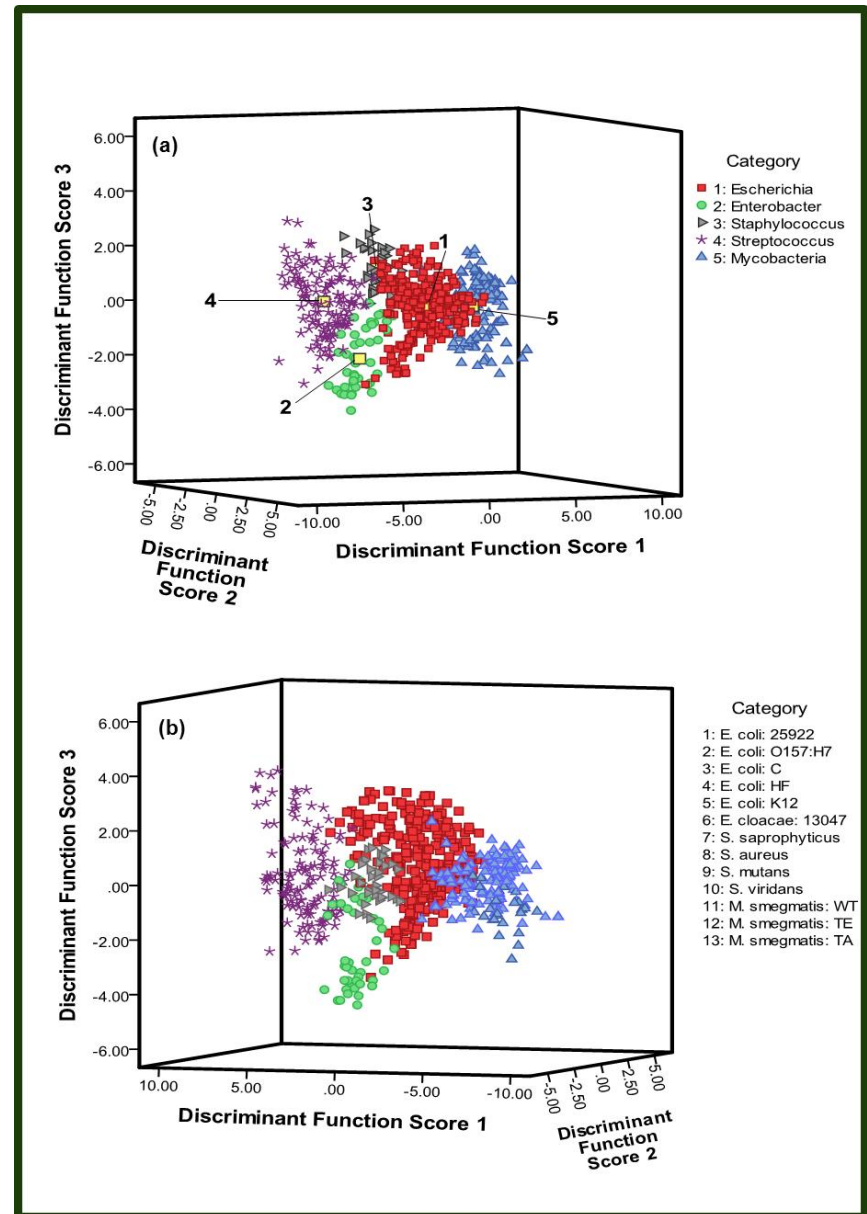 (a)
Discriminant Function Score 3
6.00
4.00
2.00
.00
-2.00
-4.00
-6.00
3
1
4
5
2
-5.00
-2.50
.00
2.50
5.00
Discriminant
Function
Score 2
-10.00
-5.00
.00
5.00
10.00
Discriminant Function Score 1
Category
1: Escherichia
2: Enterobacter
3: Staphylococcus
4: Streptococcus
5: Mycobacteria
(b)
Discriminant Function Score 3
6.00
4.00
2.00
.00
-2.00
-4.00
-6.00
10.00
5.00
.00
-5.00
-10.00
Discriminant Function Score 1
-5.00
-2.50
.00
2.50
5.00
Discriminant
Function
Score 2
Category
1: E. coli: 25922
2: E. coli: O157:H7
3: E. coli: C
4: E. coli: HF
5: E. coli: K12
6: E. cloacae: 13047
7: S. saprophyticus
8: S. aureus
9: S. mutans
10: S. viridans
11: M. smegmatis: WT
12: M. smegmatis: TE
13: M. smegmatis: TA